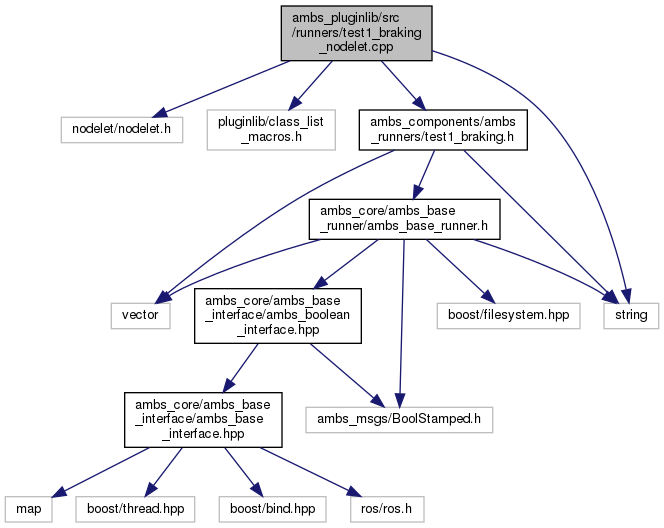 ambs_pluginlib/src
/runners/test1_braking
_nodelet.cpp
nodelet/nodelet.h
pluginlib/class_list
_macros.h
ambs_components/ambs
_runners/test1_braking.h
ambs_core/ambs_base
_runner/ambs_base_runner.h
vector
ambs_core/ambs_base
_interface/ambs_boolean
_interface.hpp
boost/filesystem.hpp
string
ambs_core/ambs_base
_interface/ambs_base
_interface.hpp
ambs_msgs/BoolStamped.h
map
boost/thread.hpp
boost/bind.hpp
ros/ros.h